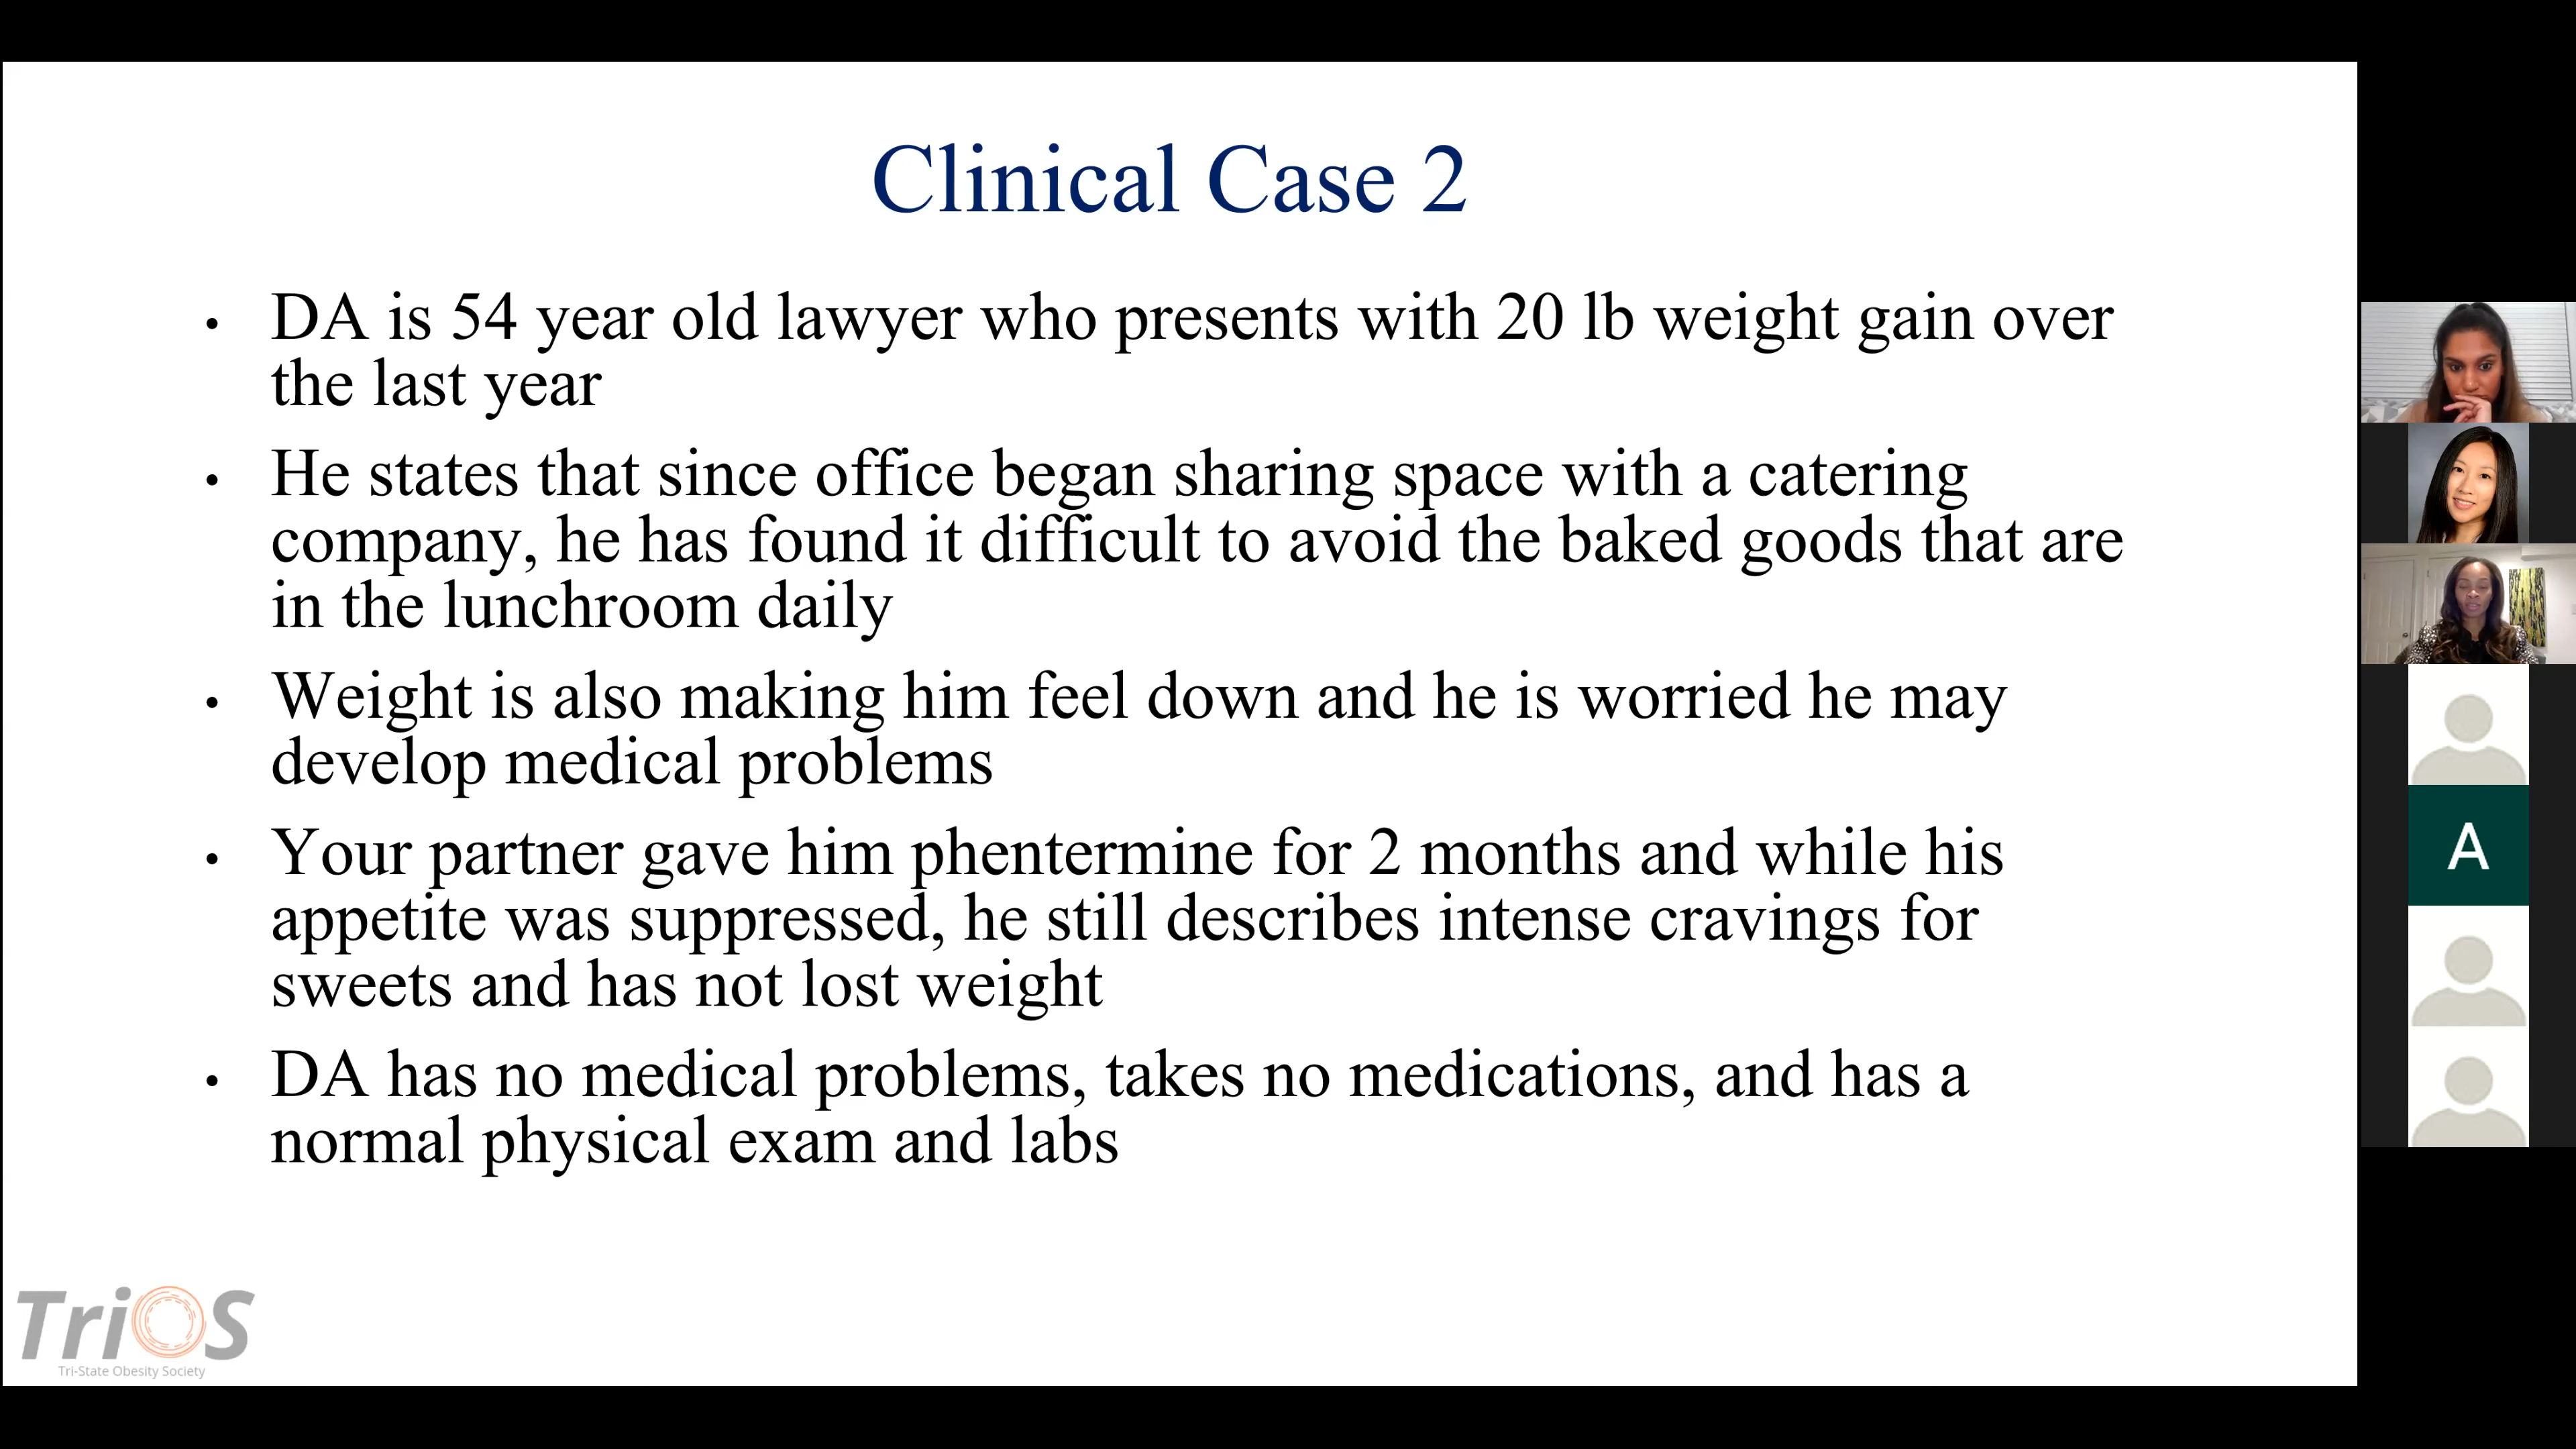 Clinical Case 2
• DA is 54 year old lawyer who presents with 20 lb weight gain over
the last year
• He states that since office began sharing space with a catering
company, he has found it difficult to avoid the baked goods that are
in the lunchroom daily
• Weight is also making him feel down and he is worried he may
develop medical problems
• Your partner gave him phentermine for 2 months and while his
appetite was suppressed, he still describes intense cravings for
sweets and has not lost weight
• DA has no medical problems, takes no medications, and has a
normal physical exam and labs
TriOS
Tri-State Obesity Society
A